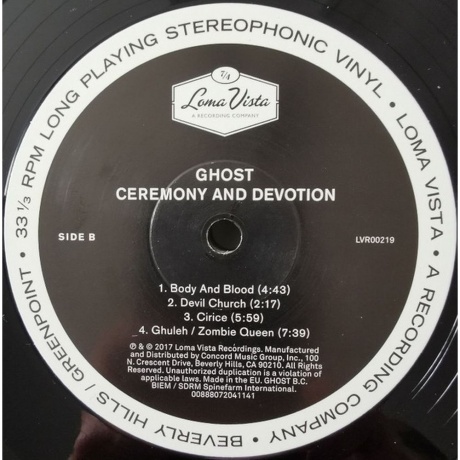 33 1/3 RPM LONG PLAYING STEREOPHONIC VINYL • LOMA VISTA • A RECORDING COMPANY • BEVERLY HILLS / GREENPOINT •
7/4
Loma Vista
A RECORDING COMPANY
GHOST
CEREMONY AND DEVOTION
SIDE B
LVR00219
1. Body And Blood (4:43)
2. Devil Church (2:17)
3. Cirice (5:59)
4. Ghuleh / Zombie Queen (7:39)
℗ & © 2017 Loma Vista Recordings. Manufactured
and Distributed by Concord Music Group, Inc., 100
N. Crescent Drive, Beverly Hills, CA 90210. All Rights
Reserved. Unauthorized duplication is a violation of
applicable laws. Made in the EU. GHOST B.C.
BIEM / SDRM Spinefarm International.
00888072041141